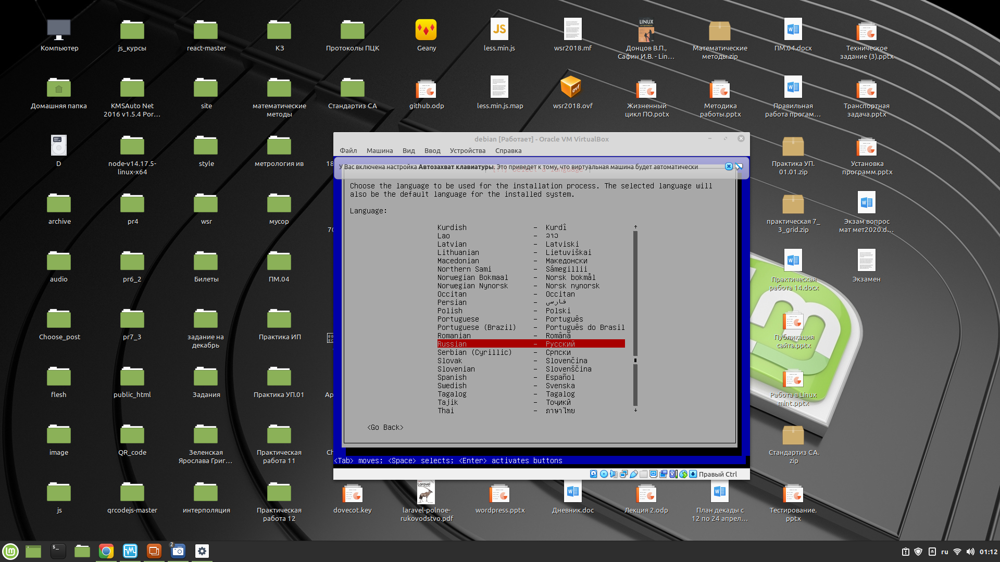 Компьютер
js_курсы
react-master
КЗ
Протоколы ПЦК
Geany
less.min.js
wsr2018.mf
Донцов В.П.,
Сафин И.В. - Lin…
Математические
методы.zip
ПМ.04.docx
Техническое
задание (3).pptx
Домашняя папка
KMSAuto Net
2016 v1.5.4 Por…
site
математические
методы
Стандартиз СА
github.odp
less.min.js.map
wsr2018.ovf
Жизненный
цикл ПО.potx
Методика
работы.pptx
Правильная
работа прогам…
Транспортная
задача.pptx
D
node-v14.17.5-
linux-x64
style
метрология ив
18
Практика УП.
01.01.zip
Установка
програм.pptx
archive
pr4
wsr
мусор
70
практическая 7_
3_grid.zip
Экзам вопрос
мат мет2020.d…
audio
pr6_2
Билеты
ПМ.04
Практическая
работа 14.docx
Экзамен
Choose_post
pr7_3
задание на
декабрь
Практика ИП
Публикация
сайта.pptx
flesh
public_html
Задания
Практика УП.01
Ap
Работа в Linux
mint.pptx
image
QR_code
Зеленская
Ярослава Григ…
Практическая
работа 11
Ch
Стандартиз СА.
zip
js
qrcodejs-master
интерполяция
Практическая
работа 12
dovecot.key
Laravel
laravel-polnoe-
rukovodstvo.pdf
wordpress.pptx
Дневник.doc
Лекция 2.odp
План декады с
12 по 24 апрел…
Тестирование.
pptx
debian [Работает] - Oracle VM VirtualBox
Файл Машина Вид Ввод Устройства Справка
У Вас включена настройка Автозахват клавиатуры. Это приведет к тому, что виртуальная машина будет автоматически
Choose the language to be used for the installation process. The selected language will
also be the default language for the installed system.
Language:
Kurdish - Kurdî
Lao - ລາວ
Latvian - Latviski
Lithuanian - Lietuviškai
Macedonian - Македонски
Northern Sami - Sámegillii
Norwegian Bokmaal - Norsk bokmål
Norwegian Nynorsk - Norsk nynorsk
Occitan - Occitan
Persian - فارسی
Polish - Polski
Portuguese - Português
Portuguese (Brazil) - Português do Brasil
Romanian - Română
Russian - Русский
Serbian (Cyrillic) - Српски
Slovak - Slovenčina
Slovenian - Slovenščina
Spanish - Español
Swedish - Svenska
Tagalog - Tagalog
Tajik - Тоҷикӣ
Thai - ภาษาไทย
<Go Back>
<Tab> moves; <Space> selects; <Enter> activates buttons
Правый Ctrl
2
ru
01:12